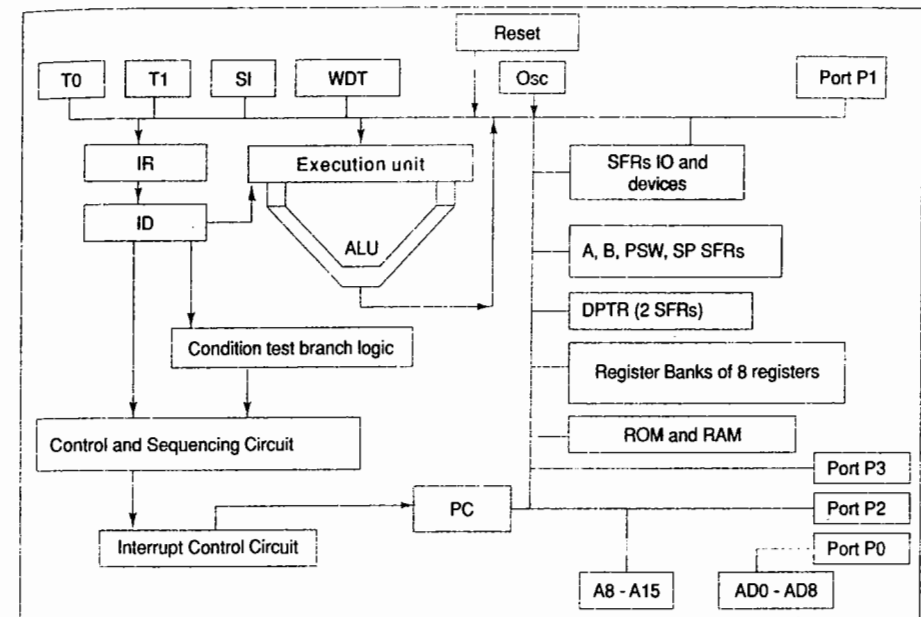 Reset
T0
T1
SI
WDT
Osc
Port P1
IR
Execution unit
SFRs IO and
devices
ID
ALU
A, B, PSW, SP SFRs
DPTR (2 SFRs)
Condition test branch logic
Register Banks of 8 registers
Control and Sequencing Circuit
ROM and RAM
Port P3
PC
Port P2
Interrupt Control Circuit
Port P0
A8 - A15
AD0 - AD8